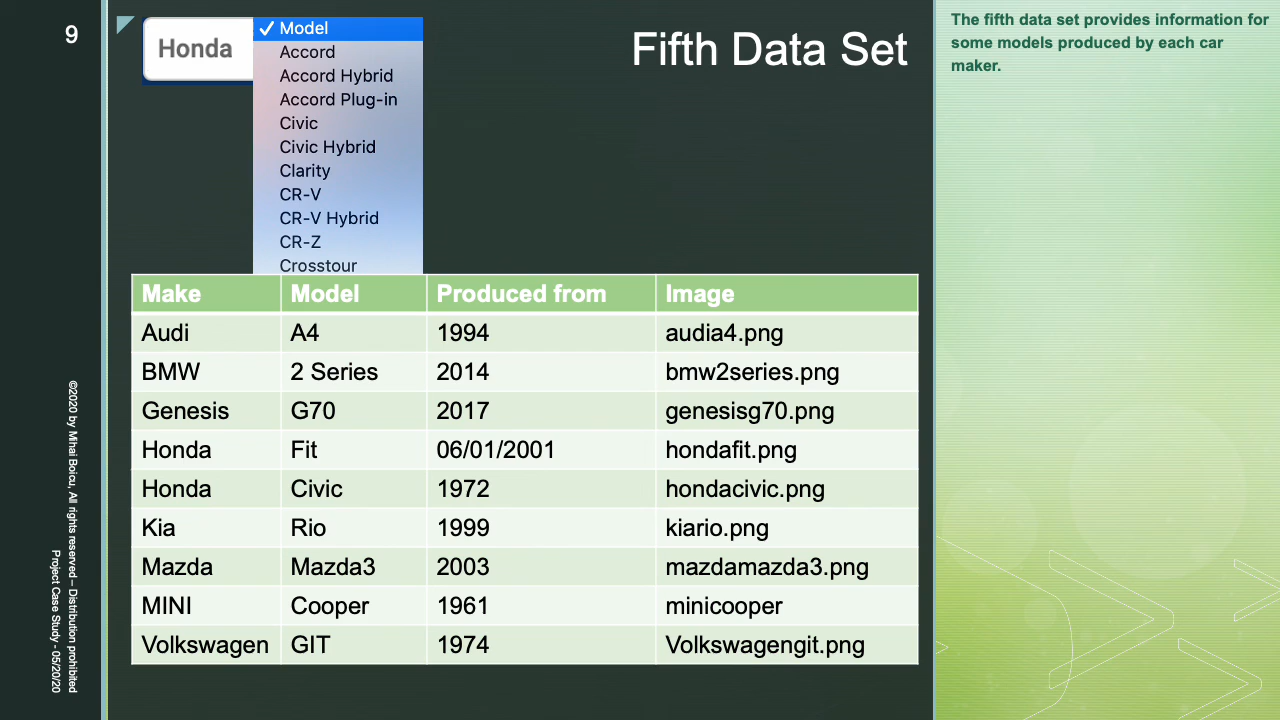 9
Honda
✓ Model
Accord
Accord Hybrid
Accord Plug-in
Civic
Civic Hybrid
Clarity
CR-V
CR-V Hybrid
CR-Z
Crosstour
Fifth Data Set
The fifth data set provides information for
some models produced by each car
maker.
Make Model Produced from Image
Audi A4 1994 audia4.png
BMW 2 Series 2014 bmw2series.png
Genesis G70 2017 genesisg70.png
Honda Fit 06/01/2001 hondafit.png
Honda Civic 1972 hondacivic.png
Kia Rio 1999 kiario.png
Mazda Mazda3 2003 mazdamazda3.png
MINI Cooper 1961 minicooper
Volkswagen GIT 1974 Volkswagengit.png
©2020 by Mihai Boicu, All rights reserved – Distribution prohibited
Project Case Study - 05/20/20